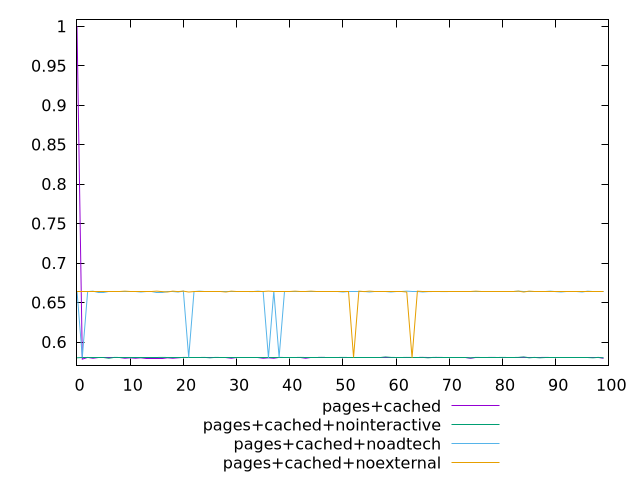 1
0.95
0.9
0.85
0.8
0.75
0.7
0.65
0.6
0 10 20 30 40 50 60 70 80 90 100
pages+cached
pages+cached+nointeractive
pages+cached+noadtech
pages+cached+noexternal